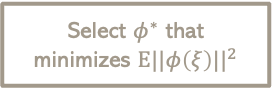 Select ϕ* that
minimizes E||ϕ(ξ)||²